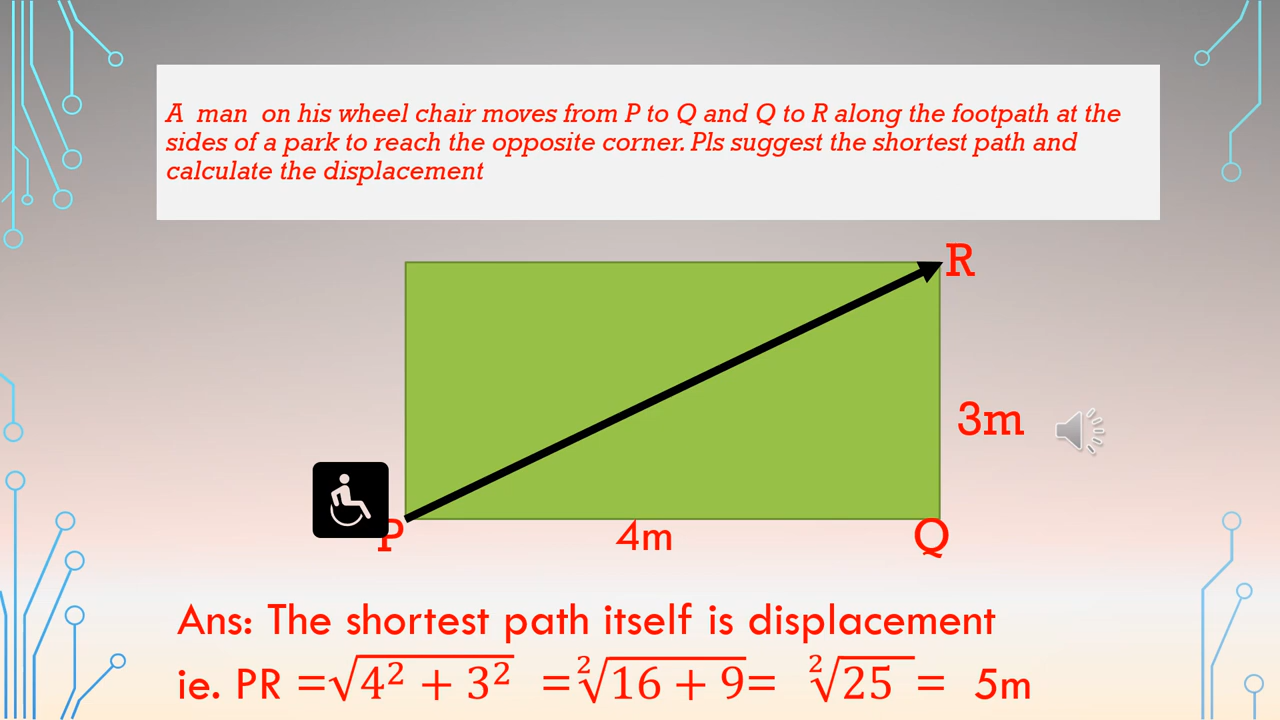 A man on his wheel chair moves from P to Q and Q to R along the footpath at the
sides of a park to reach the opposite corner. Pls suggest the shortest path and
calculate the displacement
R
3m
P
4m
Q
Ans: The shortest path itself is displacement
ie. PR =√4² + 3² =²√16 + 9= ²√25 = 5m